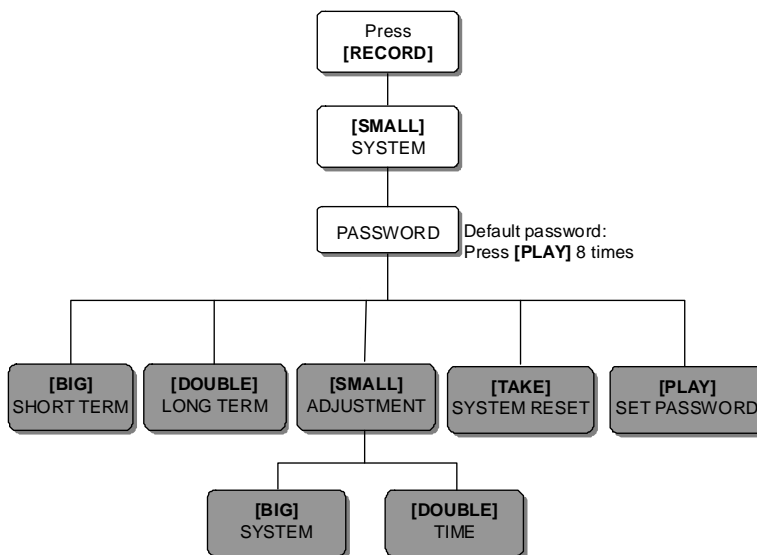 Press
[RECORD]
[SMALL]
SYSTEM
PASSWORD
Default password:
Press [PLAY] 8 times
[BIG]
SHORT TERM
[DOUBLE]
LONG TERM
[SMALL]
ADJUSTMENT
[TAKE]
SYSTEM RESET
[PLAY]
SET PASSWORD
[BIG]
SYSTEM
[DOUBLE]
TIME